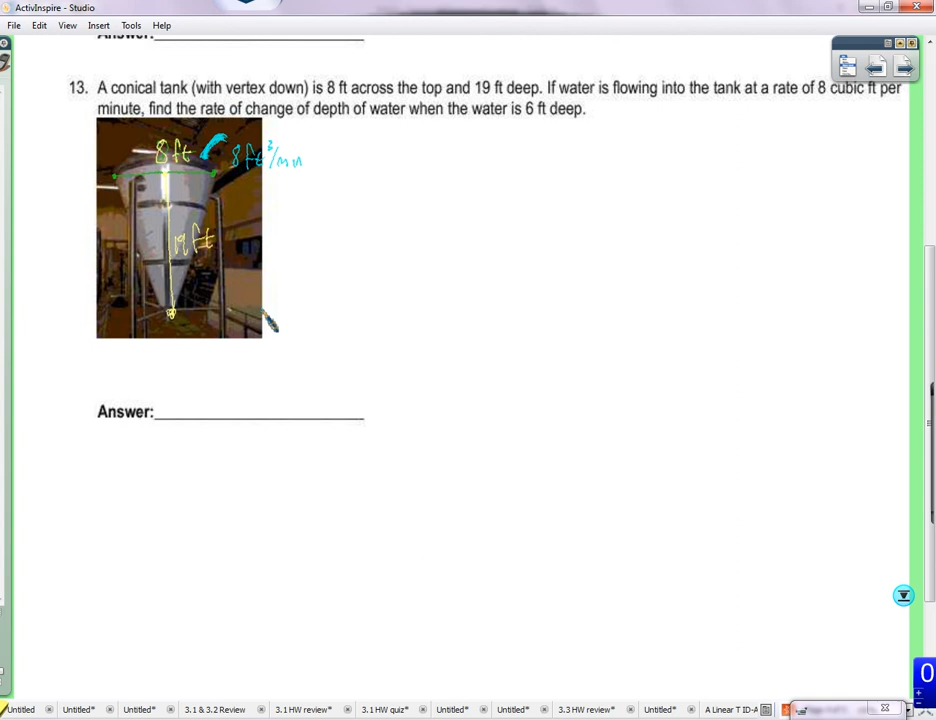 ActivInspire - Studio
File Edit View Insert Tools Help
Answer:
13. A conical tank (with vertex down) is 8 ft across the top and 19 ft deep. If water is flowing into the tank at a rate of 8 cubic ft per
minute, find the rate of change of depth of water when the water is 6 ft deep.
8 ft
8 ft³/min
19 ft
Answer:
0
Untitled Untitled* Untitled* 3.1 & 3.2 Review 3.1 HW review* 3.1 HW quiz* Untitled* Untitled* 3.3 HW review* Untitled* A Linear T ID-A